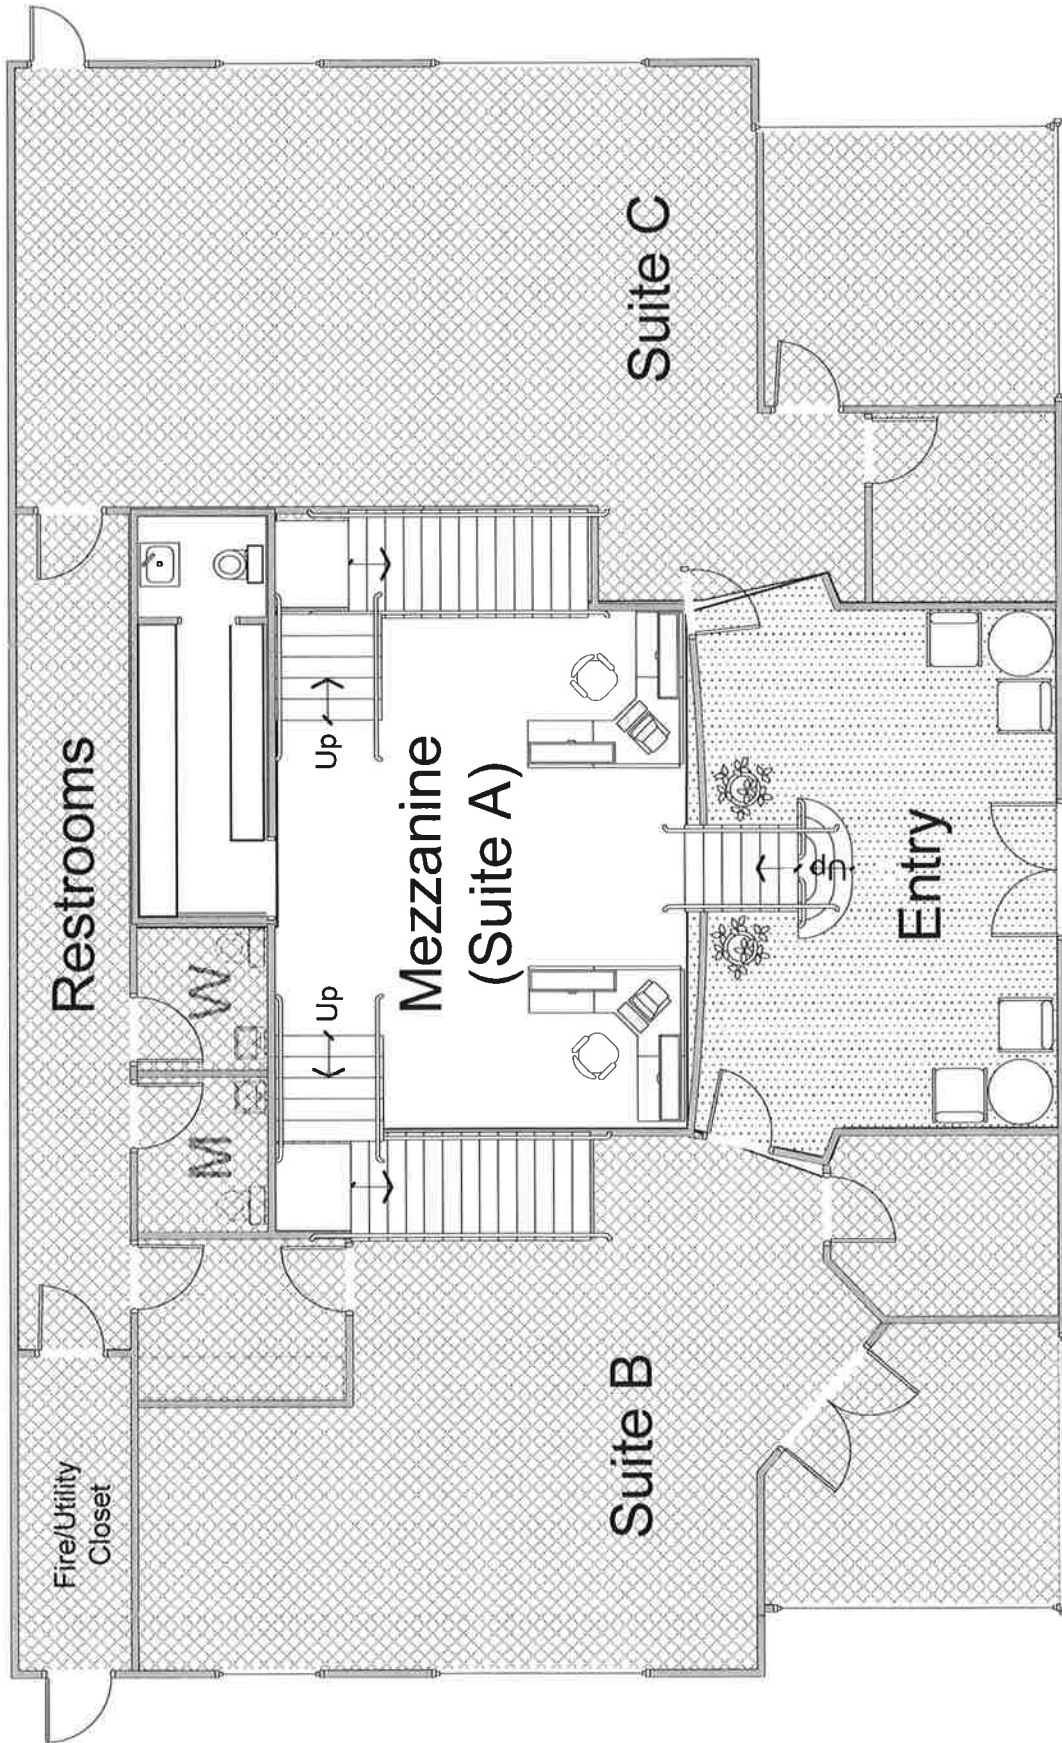 Restrooms
Fire/Utility
Closet
M
W
Up
Up
Mezzanine
(Suite A)
Suite B
Suite C
Up
Entry